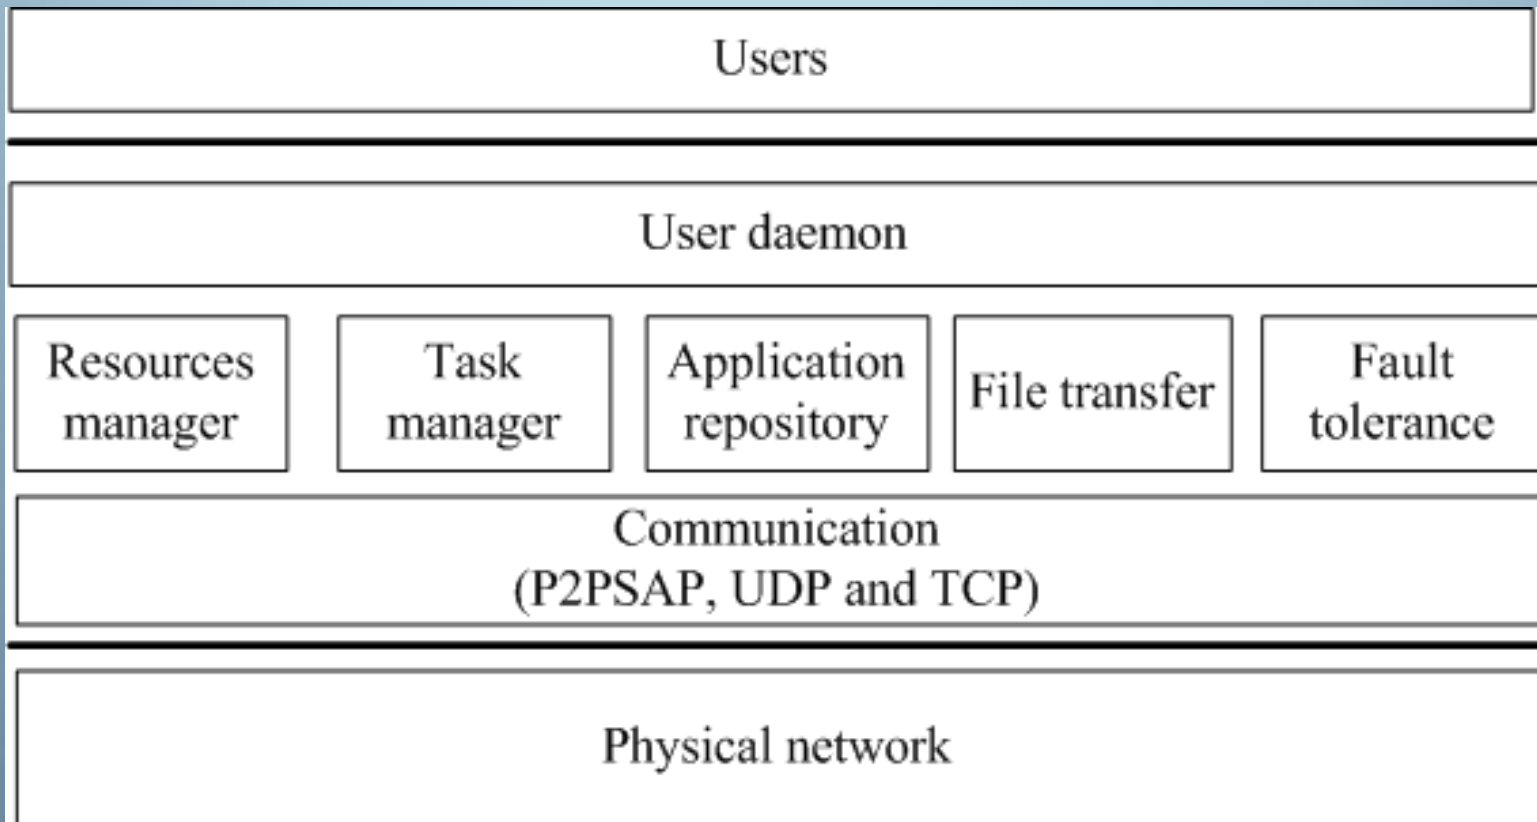 Users
User daemon
Resources
manager
Task
manager
Application
repository
File transfer
Fault
tolerance
Communication
(P2PSAP, UDP and TCP)
Physical network